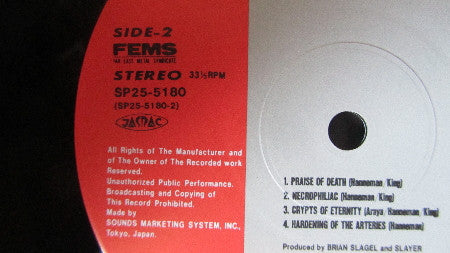 SIDE-2
FEMS
FAR EAST METAL SYNDICATE
STEREO 33⅓RPM
SP25-5180
(SP25-5180-2)
JASRAC
All Rights of The Manufacturer and
of The Owner of The Recorded work
Reserved.
Unauthorized Public Performance.
Broadcasting and Copying of
This Record Prohibited.
Made by
SOUNDS MARKETING SYSTEM, INC.,
Tokyo, Japan.
1. PRAISE OF DEATH (Hanneman/King)
2. NECROPHILIAC (Hanneman/King)
3. CRYPTS OF ETERNITY (Araya/Hanneman/
4. HARDENING OF THE ARTERIES (Hanneman/
Produced by BRIAN SLAGEL and SLAYER